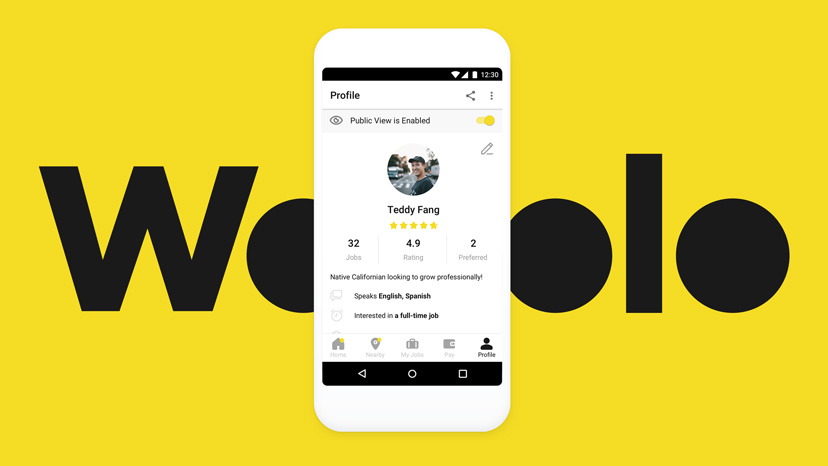 Wo olo
12:30
Profile
Public View is Enabled
Teddy Fang
32 4.9 2
Jobs Rating Preferred
Native Californian looking to grow professionally!
Speaks English, Spanish
Interested in a full-time job
Home Nearby My Jobs Pay Profile